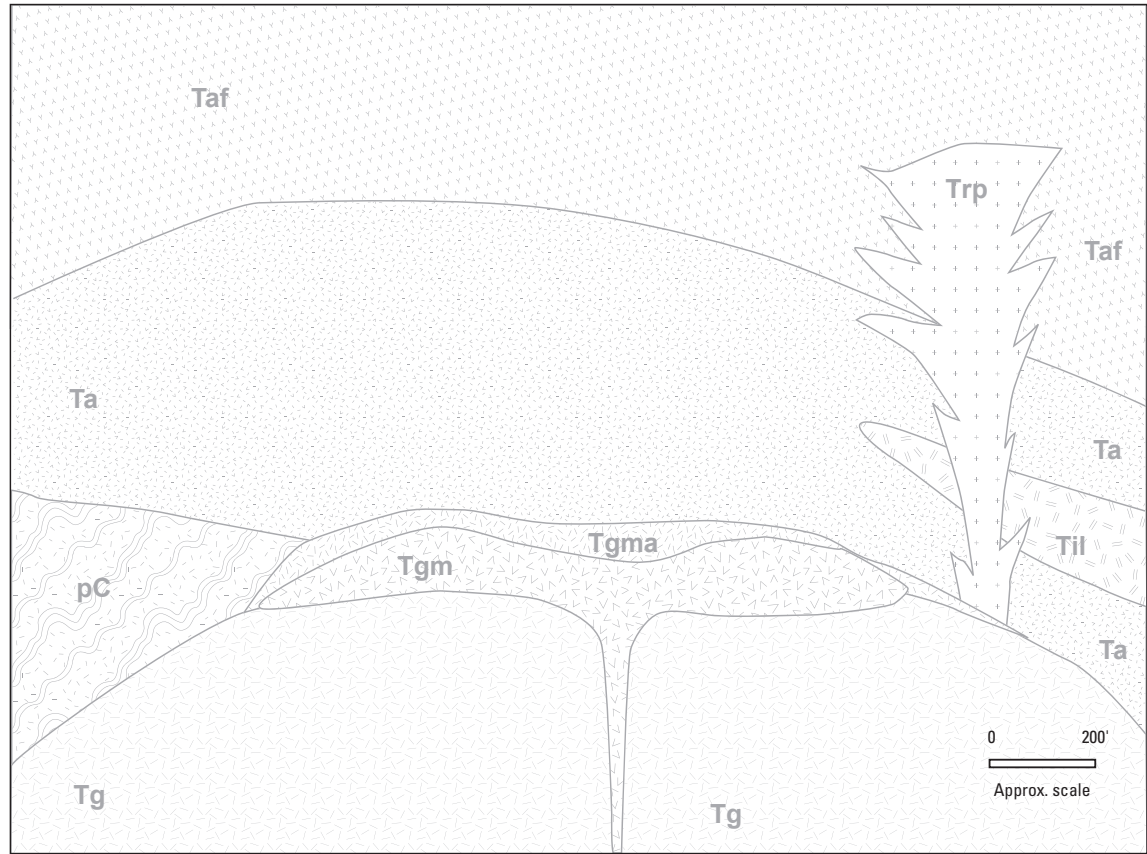 Taf
Trp
Taf
Ta
Ta
Tgma
Til
Tgm
pC
Ta
0 200'
Approx. scale
Tg
Tg